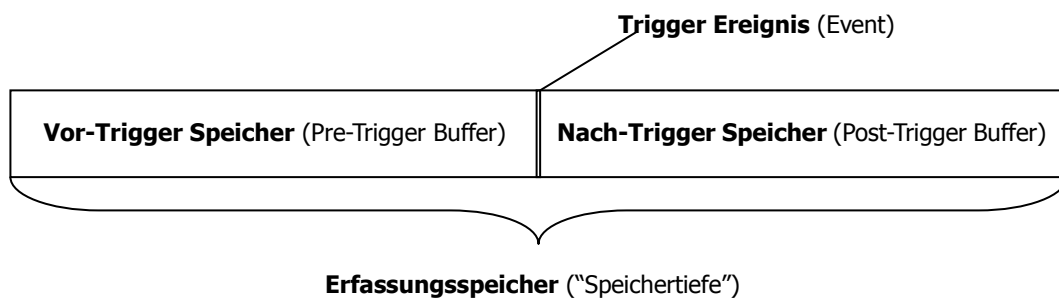 Trigger Ereignis (Event)
Vor-Trigger Speicher (Pre-Trigger Buffer)
Nach-Trigger Speicher (Post-Trigger Buffer)
Erfassungsspeicher (“Speichertiefe”)